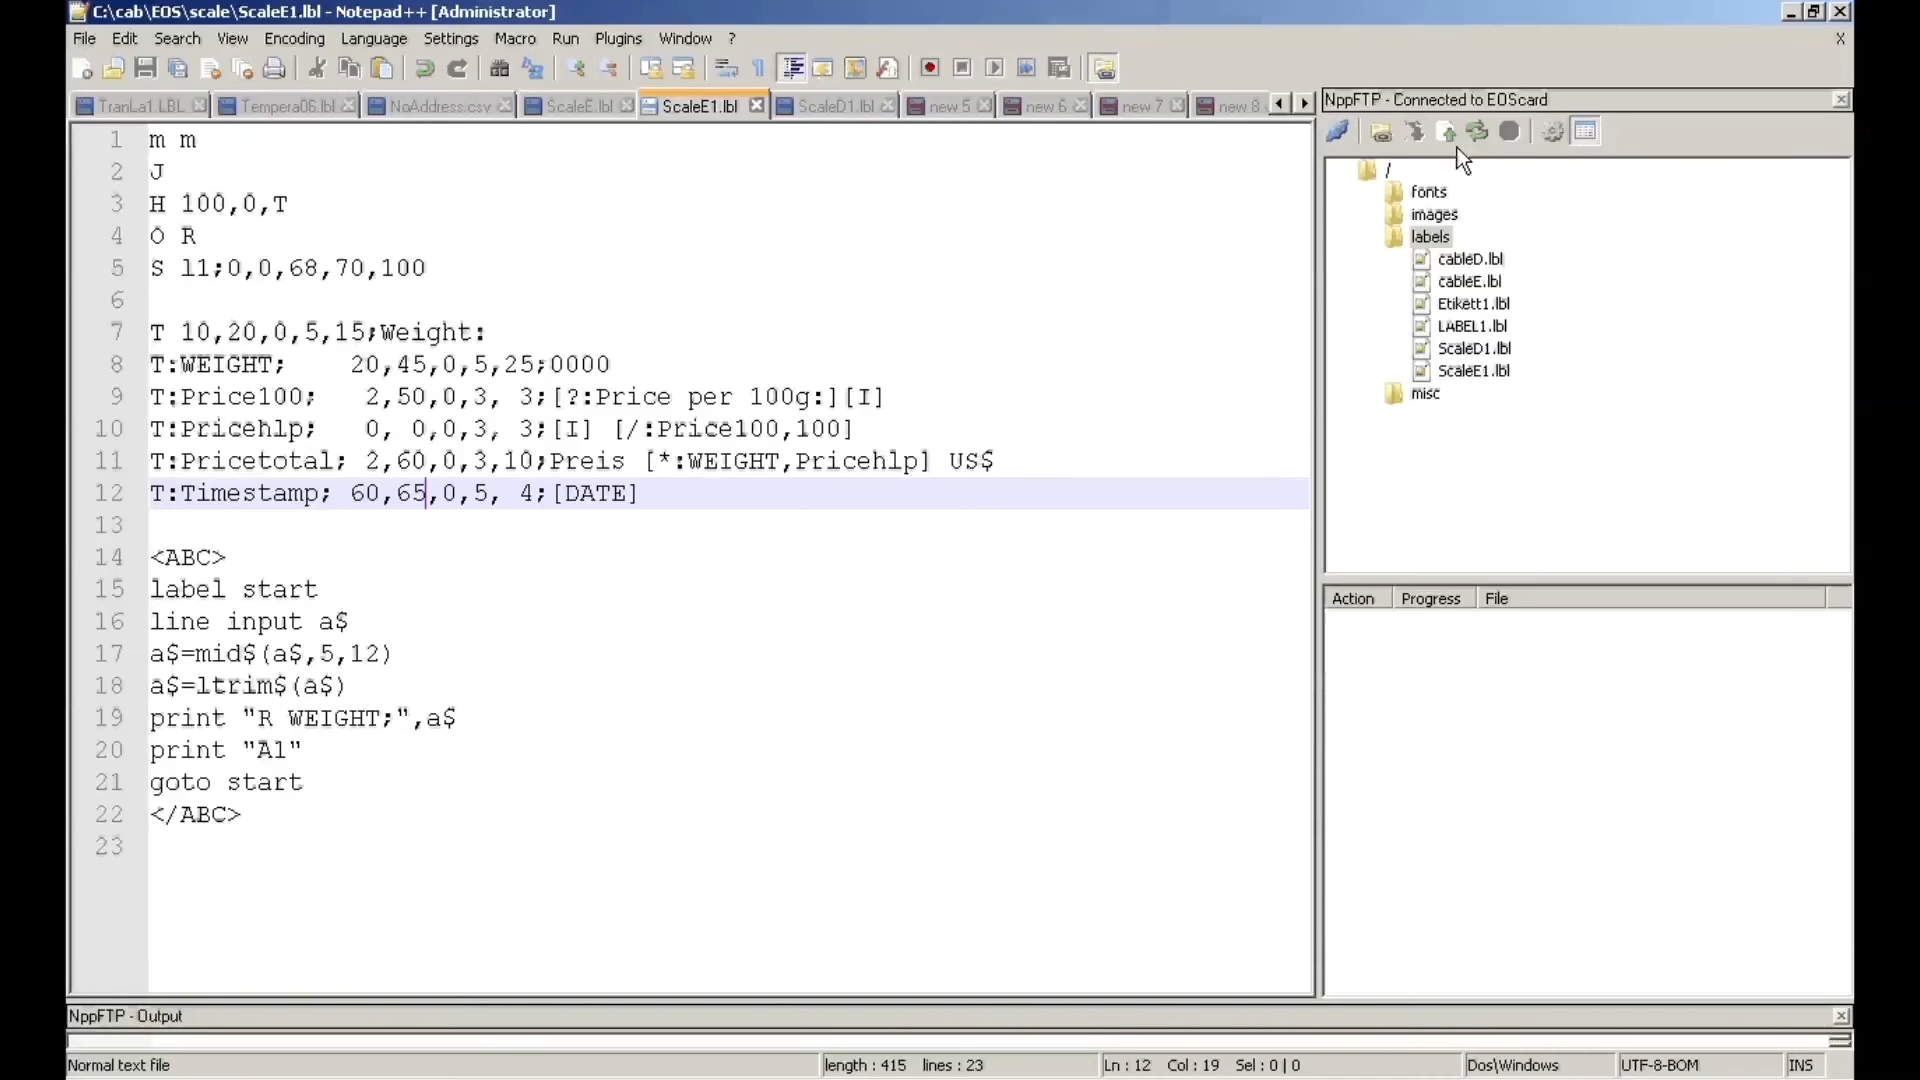 C:\cab\EOS\scale\ScaleE1.lbl - Notepad++ [Administrator]
File Edit Search View Encoding Language Settings Macro Run Plugins Window ? X
TranLa1 LBL Tempera06.lbl NoAddress.csv ScaleE.lbl ScaleE1.lbl ScaleD1.lbl new 5 new 6 new 7 new 8
NppFTP - Connected to EOScard
1 m m
2 J
3 H 100,0,T
4 O R
5 S l1;0,0,68,70,100
6
7 T 10,20,0,5,15;Weight:
8 T:WEIGHT; 20,45,0,5,25;0000
9 T:Price100; 2,50,0,3, 3;[?:Price per 100g:][I]
10 T:Pricehlp; 0, 0,0,3, 3;[I] [/:Price100,100]
11 T:Pricetotal; 2,60,0,3,10;Preis [*:WEIGHT,Pricehlp] US$
12 T:Timestamp; 60,65,0,5, 4;[DATE]
13
14 <ABC>
15 label start
16 line input a$
17 a$=mid$(a$,5,12)
18 a$=ltrim$(a$)
19 print "R WEIGHT;",a$
20 print "A1"
21 goto start
22 </ABC>
23
/
fonts
images
labels
cableD.lbl
cableE.lbl
Etikett1.lbl
LABEL1.lbl
ScaleD1.lbl
ScaleE1.lbl
misc
Action Progress File
NppFTP - Output
Normal text file length : 415 lines : 23 Ln : 12 Col : 19 Sel : 0 | 0 Dos\Windows UTF-8-BOM INS